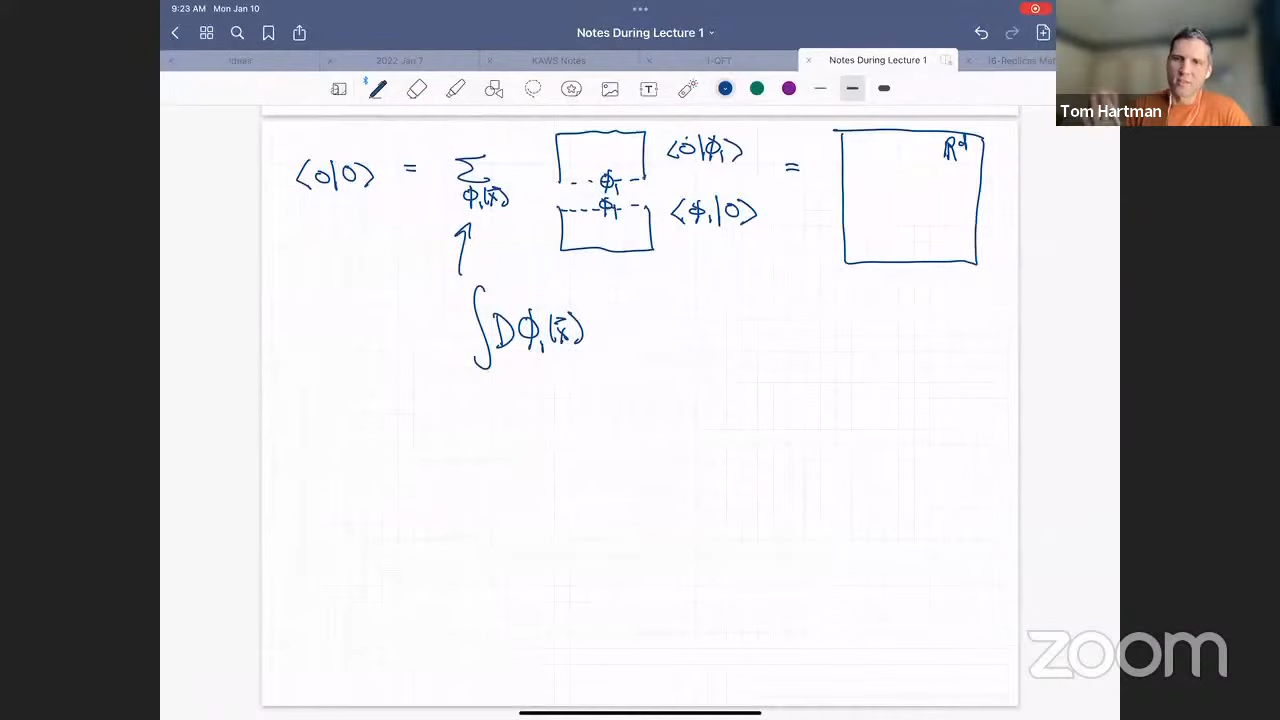 9:23 AM Mon Jan 10
Notes During Lecture 1
2022 Jan 7
KAWS Notes
1-QFT
Notes During Lecture 1
Tom Hartman
⟨0|0⟩ = Σ ϕ₁ ⟨0|ϕ₁⟩ = ℝᵈ
ϕ₁(x⃗) ϕ₁ ⟨ϕ₁|0⟩
∫Dϕ₁(x⃗)
zoom